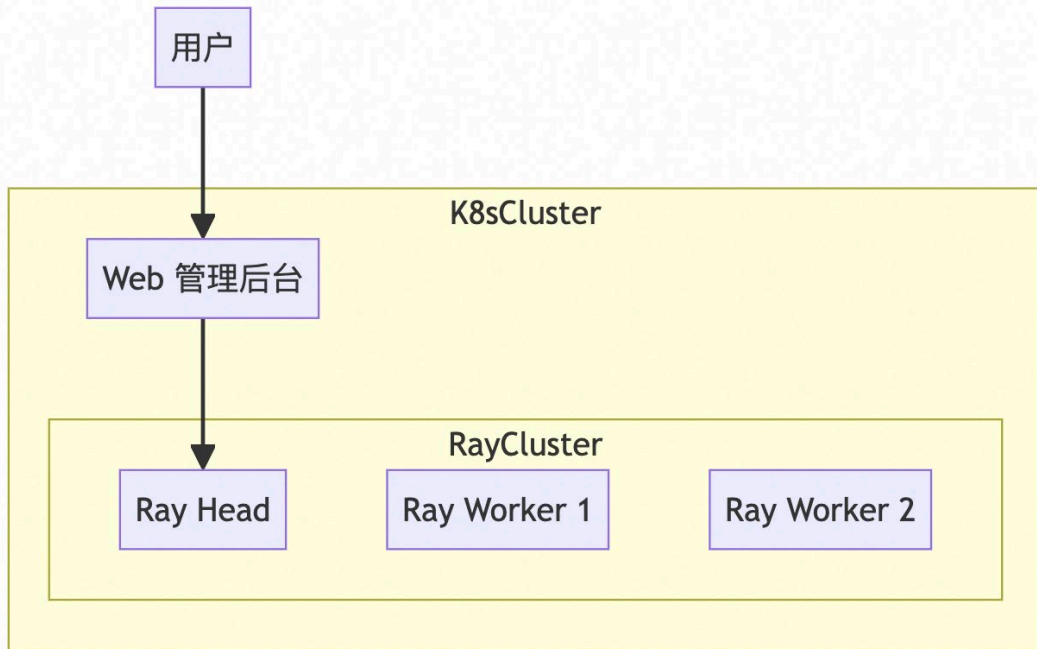 用户
K8sCluster
Web 管理后台
RayCluster
Ray Head
Ray Worker 1
Ray Worker 2